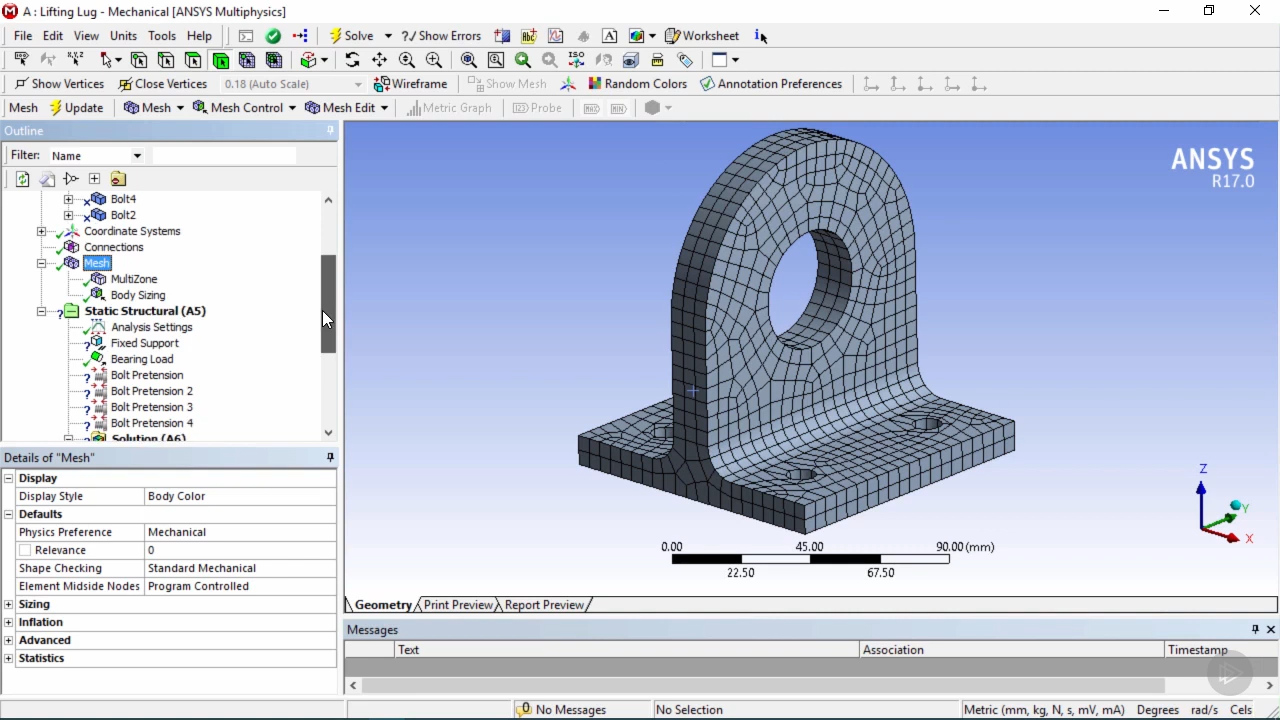 A : Lifting Lug - Mechanical [ANSYS Multiphysics]
File Edit View Units Tools Help Solve ?/ Show Errors Worksheet
Show Vertices Close Vertices 0.18 (Auto Scale) Wireframe Show Mesh Random Colors Annotation Preferences
Mesh Update Mesh Mesh Control Mesh Edit Metric Graph Probe MAX MIN
Outline
Filter: Name
Bolt4
Bolt2
Coordinate Systems
Connections
Mesh
MultiZone
Body Sizing
Static Structural (A5)
Analysis Settings
Fixed Support
Bearing Load
Bolt Pretension
Bolt Pretension 2
Bolt Pretension 3
Bolt Pretension 4
Solution (A6)
Details of "Mesh"
Display
Display Style Body Color
Defaults
Physics Preference Mechanical
Relevance 0
Shape Checking Standard Mechanical
Element Midside Nodes Program Controlled
Sizing
Inflation
Advanced
Statistics
ANSYS
R17.0
Z
Y
X
0.00 45.00 90.00 (mm)
22.50 67.50
Geometry Print Preview Report Preview
Messages
Text Association Timestamp
0 No Messages No Selection Metric (mm, kg, N, s, mV, mA) Degrees rad/s Cels